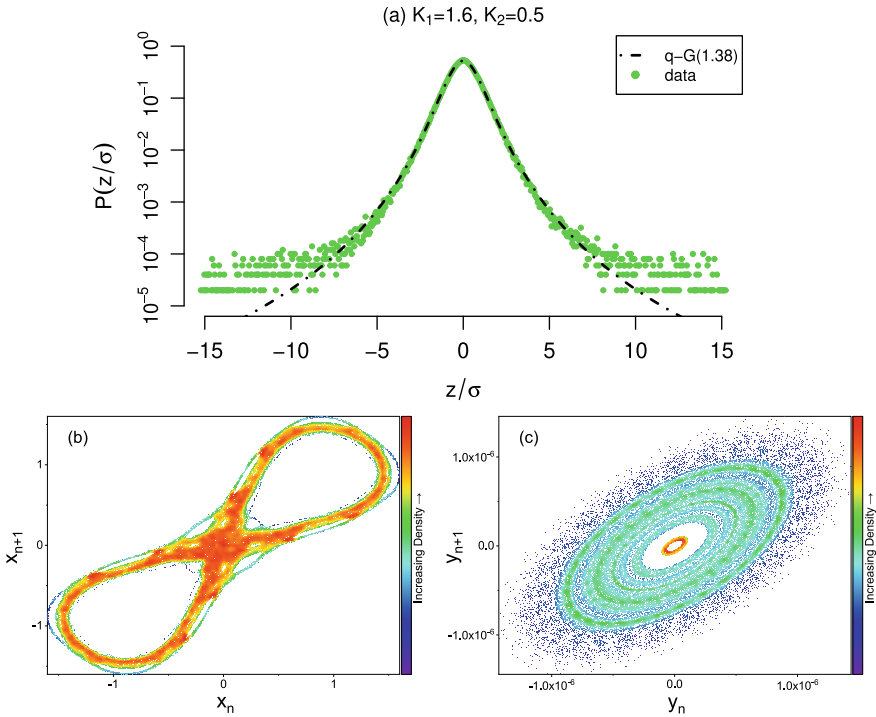 (a) K₁=1.6, K₂=0.5
P(z/σ)
10⁰
10⁻¹
10⁻²
10⁻³
10⁻⁴
10⁻⁵
q−G(1.38)
data
−15 −10 −5 0 5 10 15
z/σ
(b)
xₙ₊₁
1
0
-1
-1 0 1
xₙ
Increasing Density →
(c)
yₙ₊₁
1.0x10⁻⁶
0.0
-1.0x10⁻⁶
-1.0x10⁻⁶ 0.0 1.0x10⁻⁶
yₙ
Increasing Density →